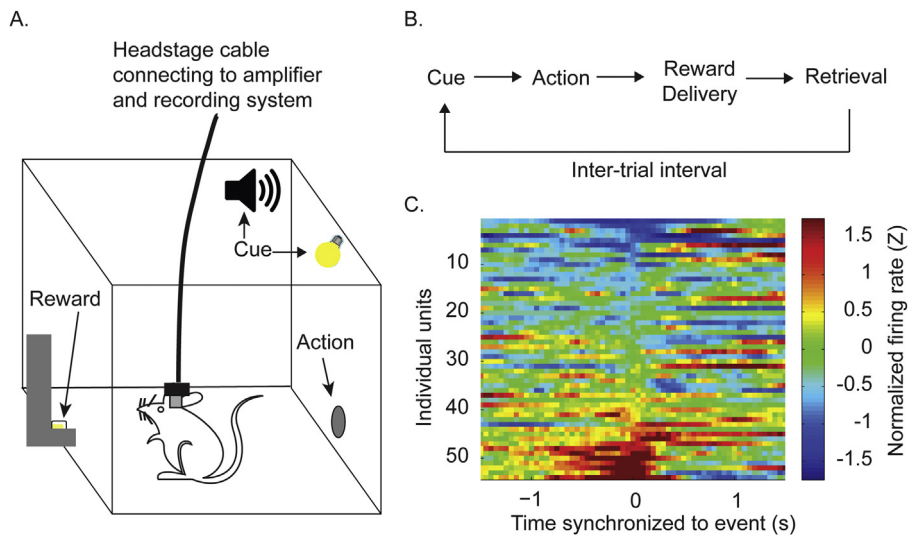 A.
Headstage cable
connecting to amplifier
and recording system
Cue
Reward
Action
B.
Cue
Action
Reward
Delivery
Retrieval
Inter-trial interval
C.
Individual units
10
20
30
40
50
−1
0
1
Time synchronized to event (s)
1.5
1
0.5
0
-0.5
-1
-1.5
Normalized firing rate (Z)